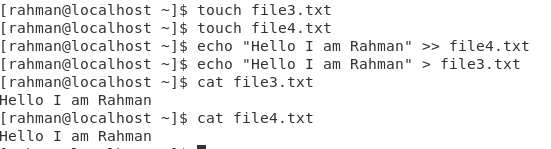 [rahman@localhost ~]$ touch file3.txt
[rahman@localhost ~]$ touch file4.txt
[rahman@localhost ~]$ echo "Hello I am Rahman" >> file4.txt
[rahman@localhost ~]$ echo "Hello I am Rahman" > file3.txt
[rahman@localhost ~]$ cat file3.txt
Hello I am Rahman
[rahman@localhost ~]$ cat file4.txt
Hello I am Rahman